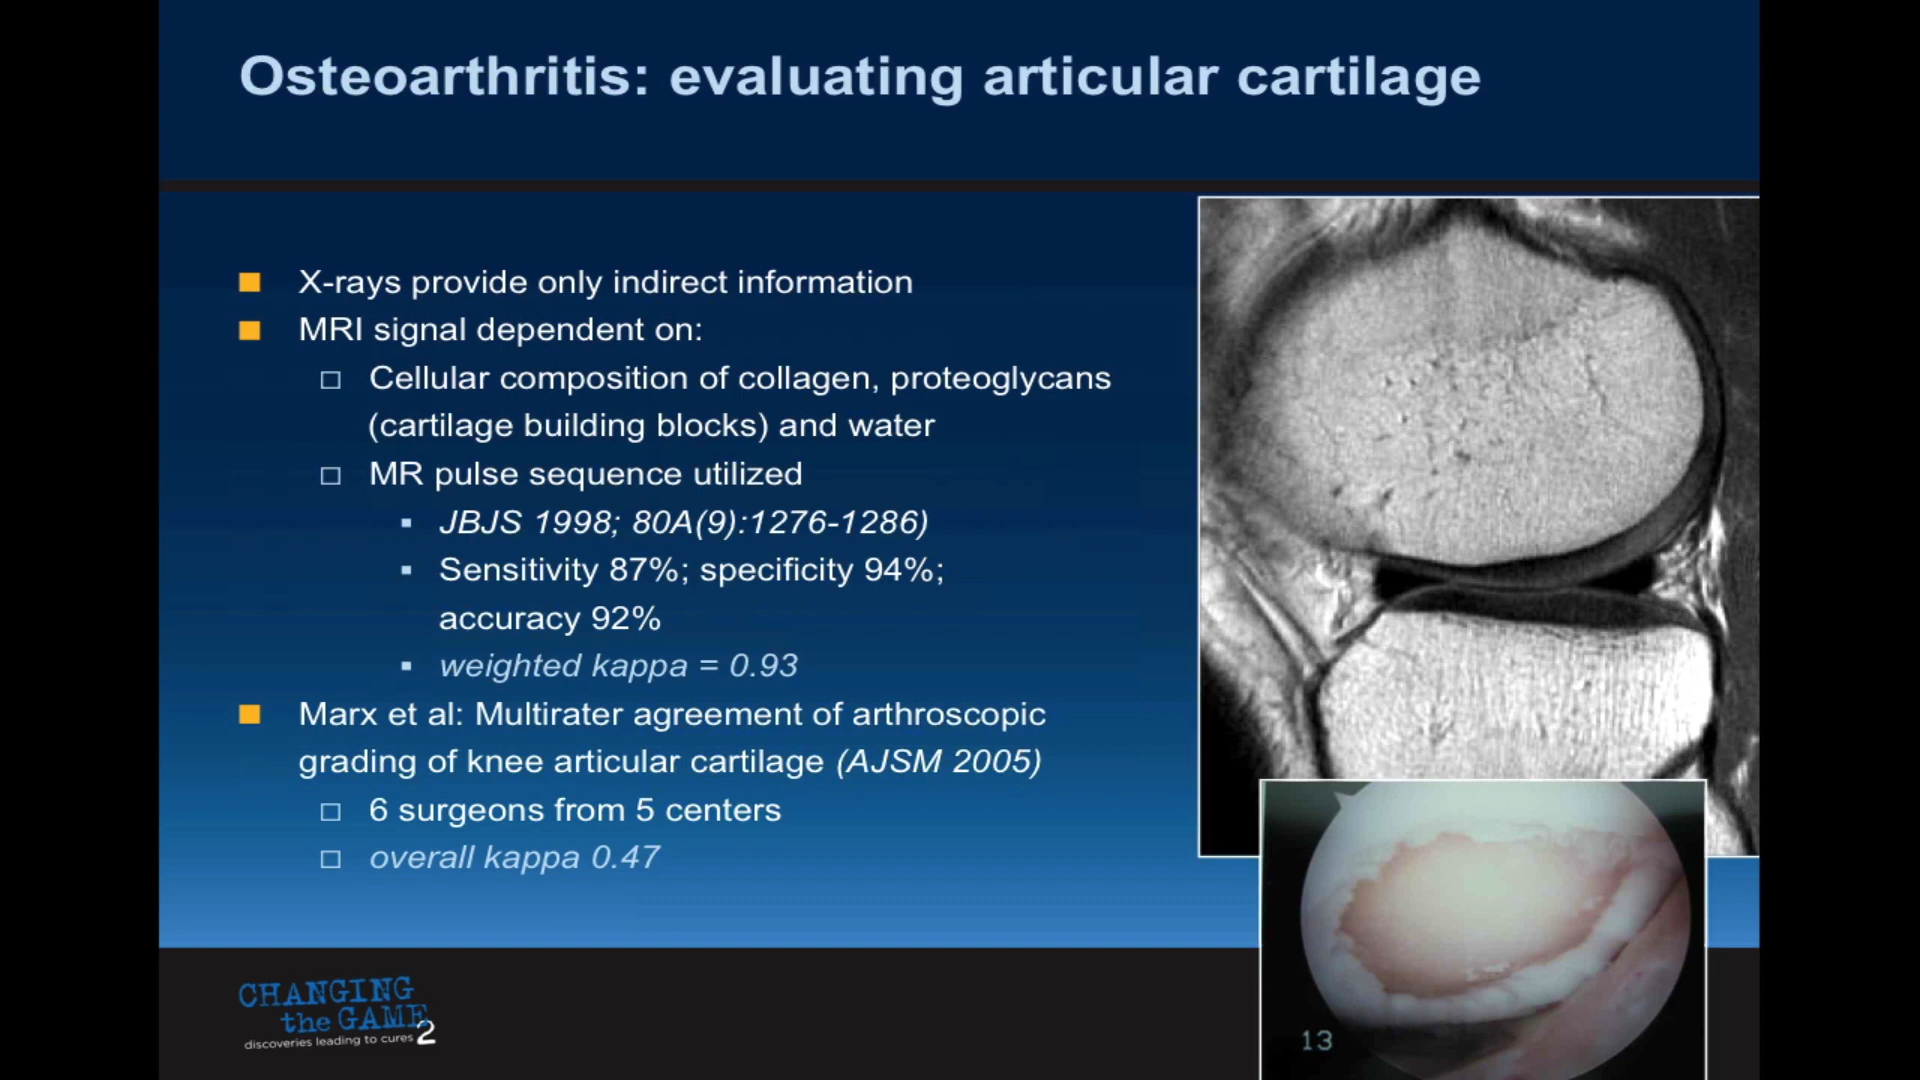 Osteoarthritis: evaluating articular cartilage
X-rays provide only indirect information
MRI signal dependent on:
Cellular composition of collagen, proteoglycans
(cartilage building blocks) and water
MR pulse sequence utilized
JBJS 1998; 80A(9):1276-1286)
Sensitivity 87%; specificity 94%;
accuracy 92%
weighted kappa = 0.93
Marx et al: Multirater agreement of arthroscopic
grading of knee articular cartilage (AJSM 2005)
6 surgeons from 5 centers
overall kappa 0.47
CHANGING
the GAME
discoveries leading to cures 2
13